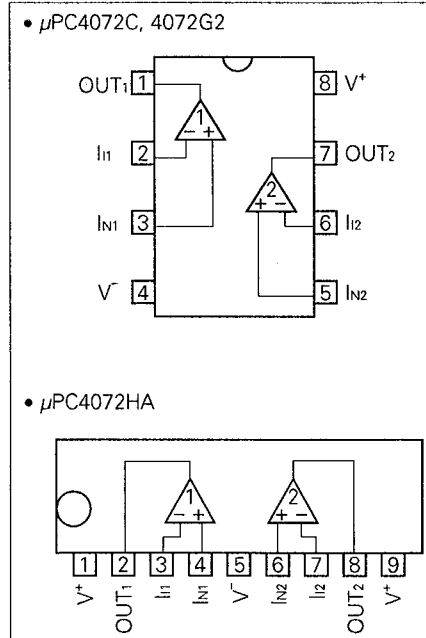 • μPC4072C, 4072G2
OUT1 1 8 V+
1
− +
II1 2 7 OUT2
2
+ −
IN1 3 6 II2
V− 4 5 IN2
• μPC4072HA
1 2
− + + −
1 2 3 4 5 6 7 8 9
V+ OUT1 II1 IN1 V− IN2 II2 OUT2 V+